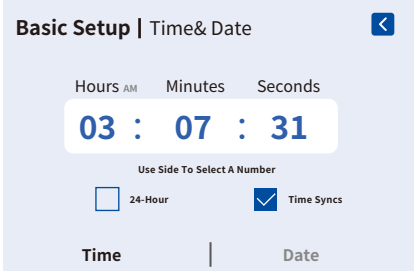 Basic Setup | Time& Date
Hours AM Minutes Seconds
03 : 07 : 31
Use Side To Select A Number
24-Hour Time Syncs
Time | Date